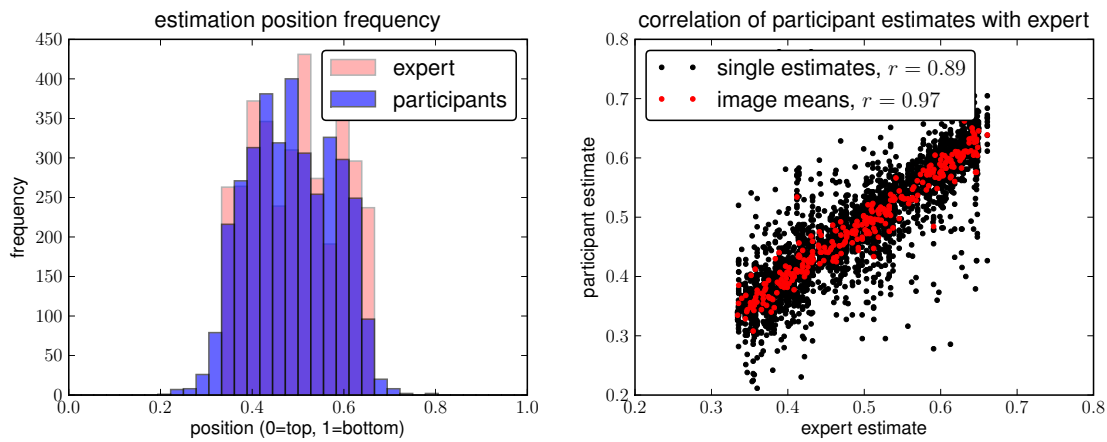 estimation position frequency
450
400
350
300
250
200
150
100
50
0
frequency
expert
participants
0.0 0.2 0.4 0.6 0.8 1.0
position (0=top, 1=bottom)
correlation of participant estimates with expert
0.8
0.7
0.6
0.5
0.4
0.3
0.2
participant estimate
single estimates, r = 0.89
image means, r = 0.97
0.2 0.3 0.4 0.5 0.6 0.7 0.8
expert estimate